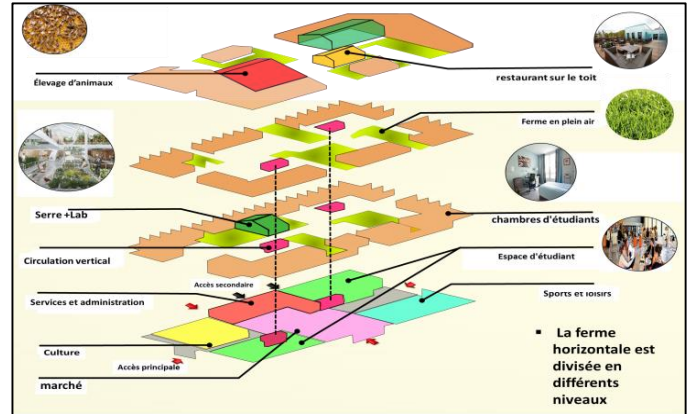 Élevage d'animaux
restaurant sur le toit
Ferme en plein air
Serre +Lab
chambres d'étudiants
Circulation vertical
Espace d'étudiant
Accès secondaire
Services et administration
Sports et loisirs
Culture
Accès principale
marché
▪ La ferme
horizontale est
divisée en
différents
niveaux